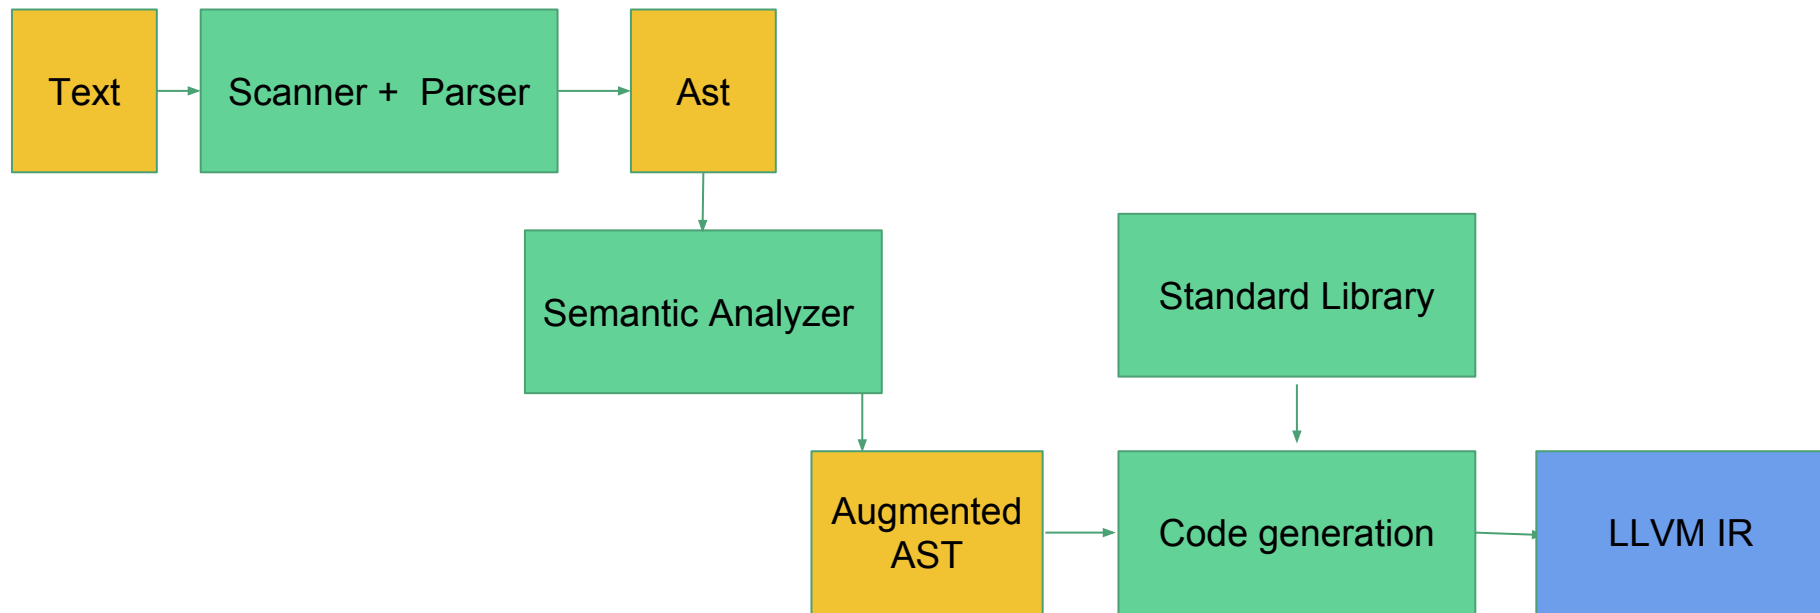 Text
Scanner +  Parser
Ast
Semantic Analyzer
Standard Library
Augmented
AST
Code generation
LLVM IR